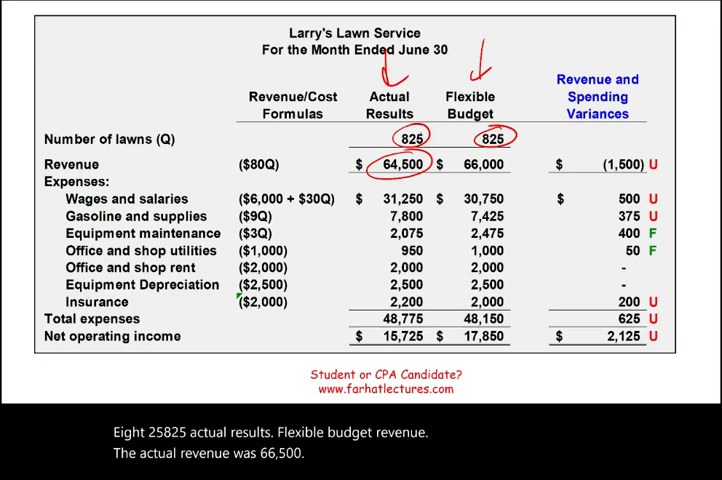 Larry's Lawn Service
For the Month Ended June 30
Revenue and
Revenue/Cost Actual Flexible Spending
Formulas Results Budget Variances
Number of lawns (Q) 825 825
Revenue ($80Q) $ 64,500 $ 66,000 $ (1,500) U
Expenses:
Wages and salaries ($6,000 + $30Q) $ 31,250 $ 30,750 $ 500 U
Gasoline and supplies ($9Q) 7,800 7,425 375 U
Equipment maintenance ($3Q) 2,075 2,475 400 F
Office and shop utilities ($1,000) 950 1,000 50 F
Office and shop rent ($2,000) 2,000 2,000 -
Equipment Depreciation ($2,500) 2,500 2,500 -
Insurance ($2,000) 2,200 2,000 200 U
Total expenses 48,775 48,150 625 U
Net operating income $ 15,725 $ 17,850 $ 2,125 U
Student or CPA Candidate?
www.farhatlectures.com
Eight 25825 actual results. Flexible budget revenue.
The actual revenue was 66,500.